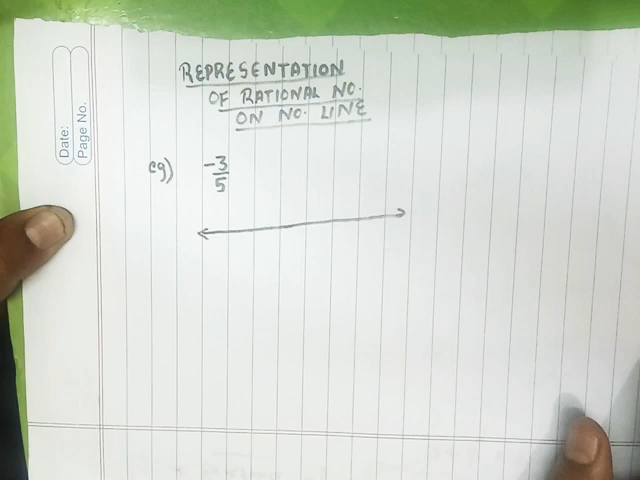 REPRESENTATION
OF RATIONAL NO.
ON NO. LINE
Date:
Page No.
eg) -3/5